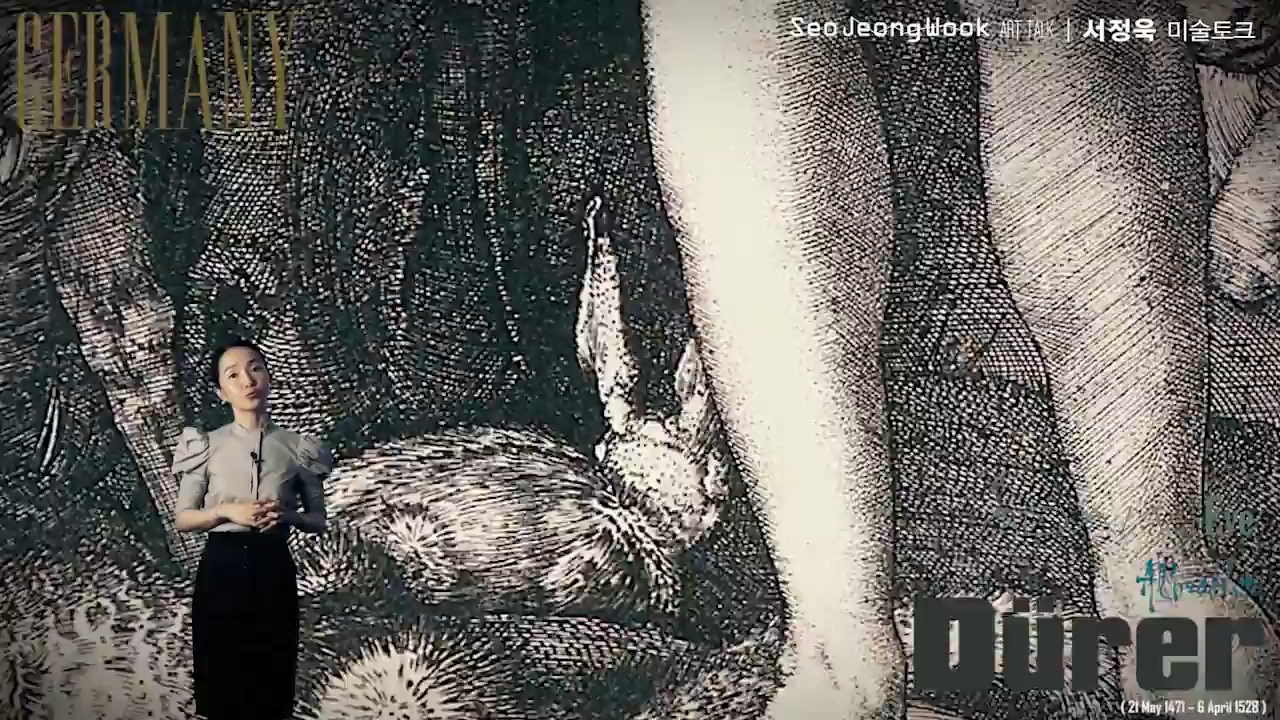 GERMANY
SeoJeongWook ART TALK | 서정욱 미술토크
Dürer
( 21 May 1471 – 6 April 1528 )